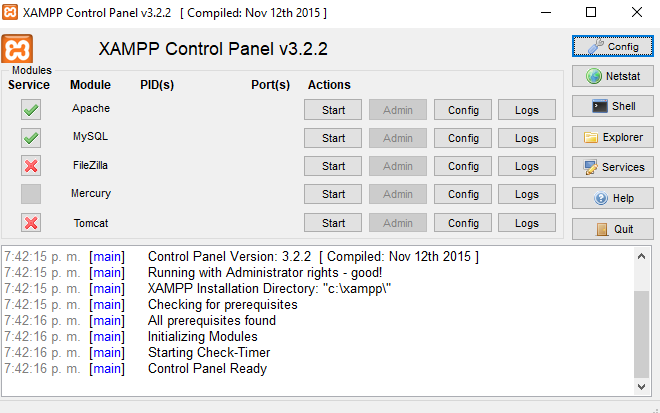 XAMPP Control Panel v3.2.2 [ Compiled: Nov 12th 2015 ]
XAMPP Control Panel v3.2.2
Config
Modules
Service Module PID(s) Port(s) Actions
Netstat
Apache Start Admin Config Logs
Shell
MySQL Start Admin Config Logs
Explorer
FileZilla Start Admin Config Logs
Services
Mercury Start Admin Config Logs
Help
Tomcat Start Admin Config Logs
Quit
7:42:15 p. m. [main] Control Panel Version: 3.2.2 [ Compiled: Nov 12th 2015 ]
7:42:15 p. m. [main] Running with Administrator rights - good!
7:42:15 p. m. [main] XAMPP Installation Directory: "c:\xampp\"
7:42:15 p. m. [main] Checking for prerequisites
7:42:16 p. m. [main] All prerequisites found
7:42:16 p. m. [main] Initializing Modules
7:42:16 p. m. [main] Starting Check-Timer
7:42:16 p. m. [main] Control Panel Ready